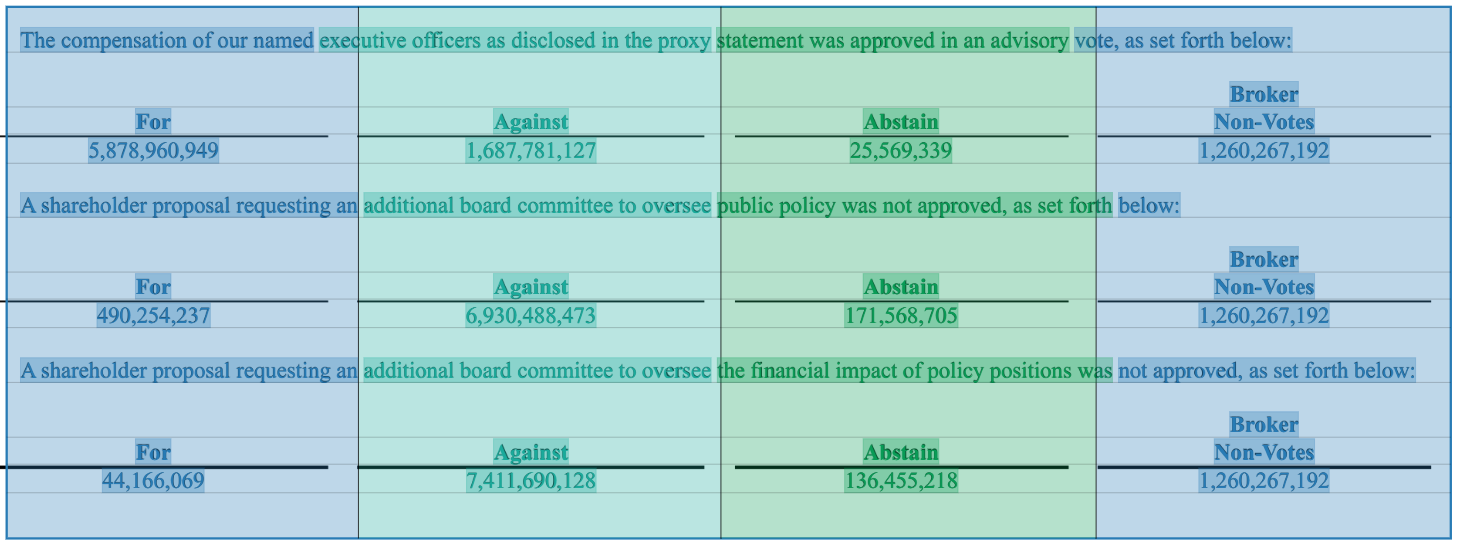 The compensation of our named executive officers as disclosed in the proxy statement was approved in an advisory vote, as set forth below:
Broker
For Against Abstain Non-Votes
5,878,960,949 1,687,781,127 25,569,339 1,260,267,192
A shareholder proposal requesting an additional board committee to oversee public policy was not approved, as set forth below:
Broker
For Against Abstain Non-Votes
490,254,237 6,930,488,473 171,568,705 1,260,267,192
A shareholder proposal requesting an additional board committee to oversee the financial impact of policy positions was not approved, as set forth below:
Broker
For Against Abstain Non-Votes
44,166,069 7,411,690,128 136,455,218 1,260,267,192